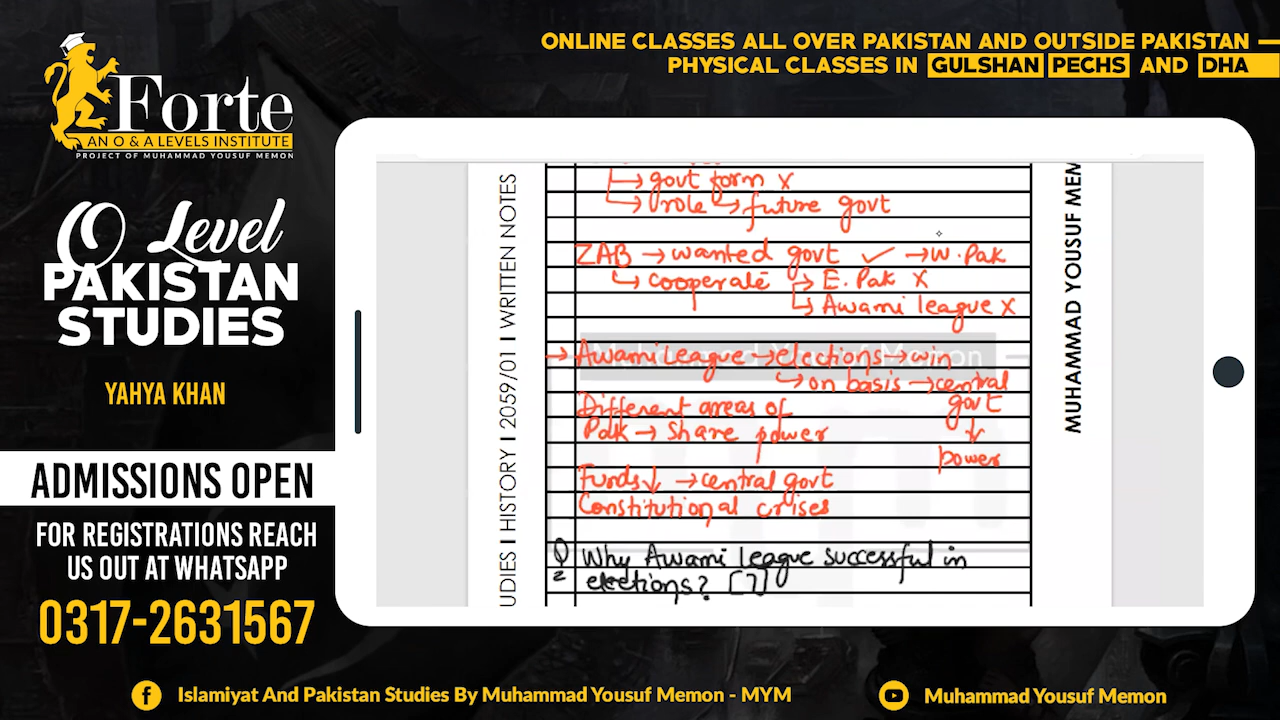 ONLINE CLASSES ALL OVER PAKISTAN AND OUTSIDE PAKISTAN
PHYSICAL CLASSES IN GULSHAN PECHS AND DHA
Forte
AN O & A LEVELS INSTITUTE
PROJECT OF MUHAMMAD YOUSUF MEMON
O Level
PAKISTAN
STUDIES
YAHYA KHAN
ADMISSIONS OPEN
FOR REGISTRATIONS REACH
US OUT AT WHATSAPP
0317-2631567
UDIES I HISTORY I 2059/01 I WRITTEN NOTES
→ govt form x
→ role → future govt
ZAB → wanted govt ✓ → W. Pak
→ cooperate → E. Pak X
→ Awami league X
→ Awami league → elections → win
→ on basis → central
Different areas of govt
Pak → Share power ↓
power
Funds ↓ → central govt
Constitutional crises
Q Why Awami League successful in
2 elections? [7]
MUHAMMAD YOUSUF MEM
Islamiyat And Pakistan Studies By Muhammad Yousuf Memon - MYM
Muhammad Yousuf Memon